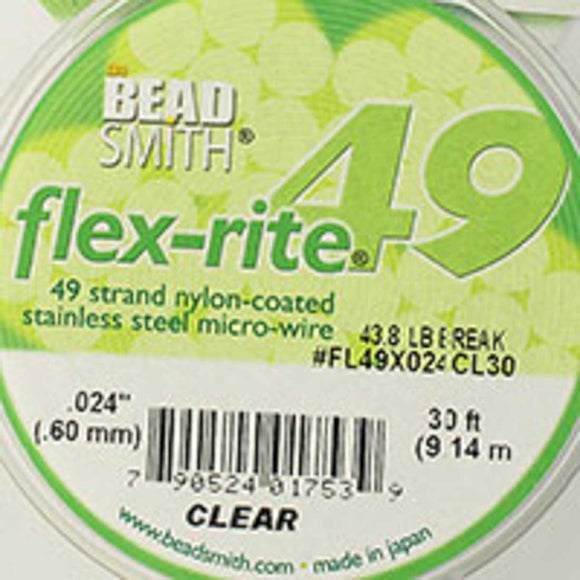 the
BEAD
SMITH®
flex-rite® 49
49 strand nylon-coated
stainless steel micro-wire
43.8 LB BREAK
#FL49X024CL30
.024"
(.60 mm)
30 ft
(9 14 m
7 90524 01753 9
CLEAR
www.beadsmith.com • made in japan